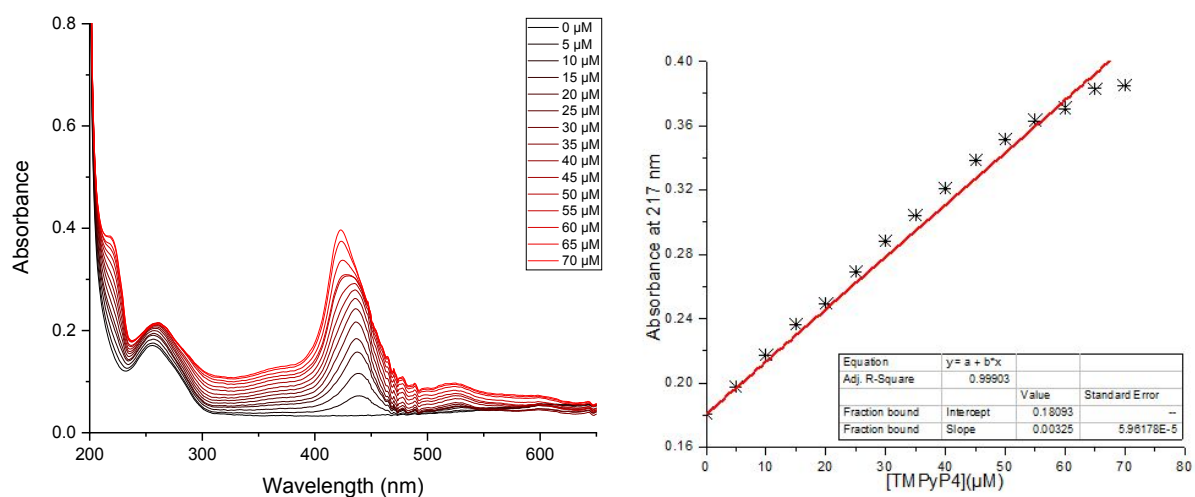 0.8
0.6
0.4
0.2
0.0
Absorbance
200
300
400
500
600
Wavelength (nm)
0 µM
5 µM
10 µM
15 µM
20 µM
25 µM
30 µM
35 µM
40 µM
45 µM
50 µM
55 µM
60 µM
65 µM
70 µM
0.40
0.36
0.32
0.28
0.24
0.20
0.16
Absorbance at 217 nm
0
10
20
30
40
50
60
70
80
[TMPyP4](µM)
Equation y = a + b*x
Adj. R-Square 0.99903
Value Standard Error
Fraction bound Intercept 0.18093 --
Fraction bound Slope 0.00325 5.96178E-5